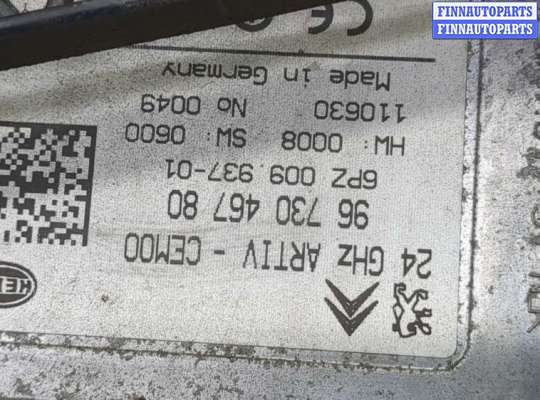 FINNAUTOPARTS
FINNAUTOPARTS
24 GHz ARTIV - CEM00
96 730 467 80
6PZ 009.937-01
HW: 0008 SW: 0600
110630 No 0049
Made in Germany
CE